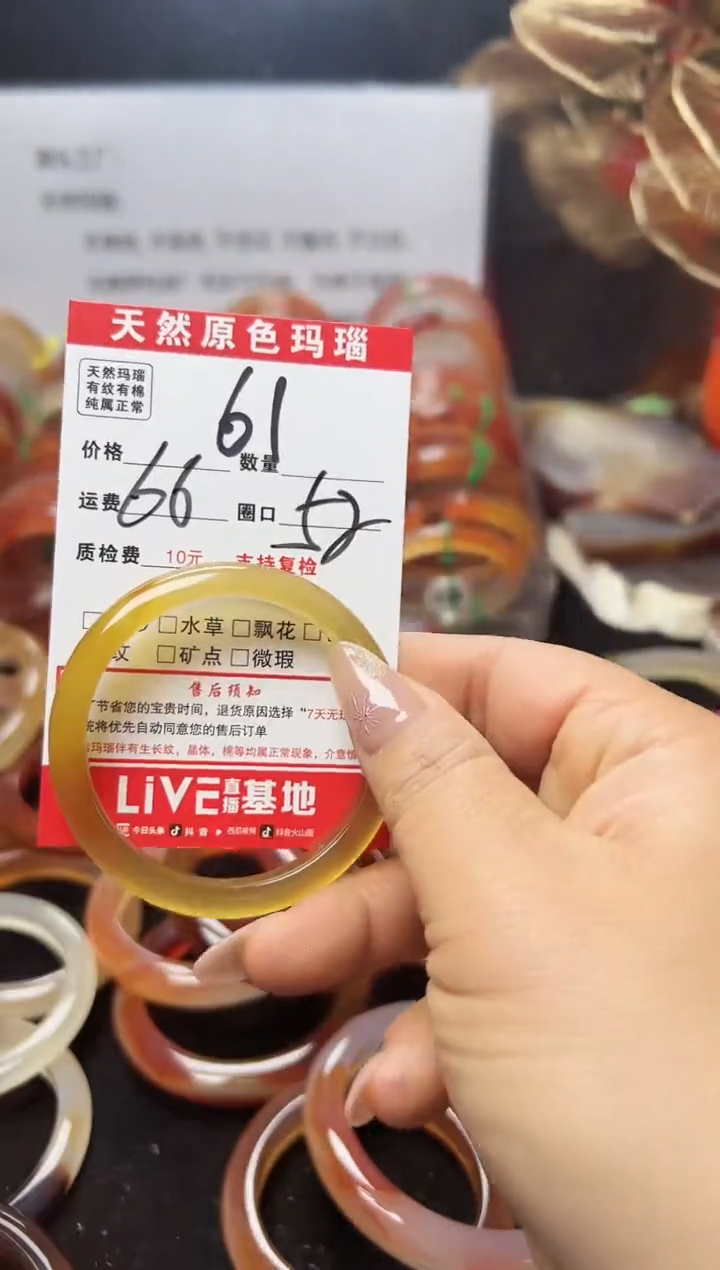 天然原色玛瑙
天然玛瑙
有纹有棉
纯属正常
61
价格 数量
运费 66 圈口 52
质检费 10元 支持复检
水草 飘花
纹 矿点 微瑕
售后须知
节省您的宝贵时间，退货原因选择“7天无
统将优先自动同意您的售后订单
玛瑙伴有生长纹，晶体，棉等均属正常现象，介意慎
LiVE直播基地
今日头条 抖音 西瓜视频 抖音火山版